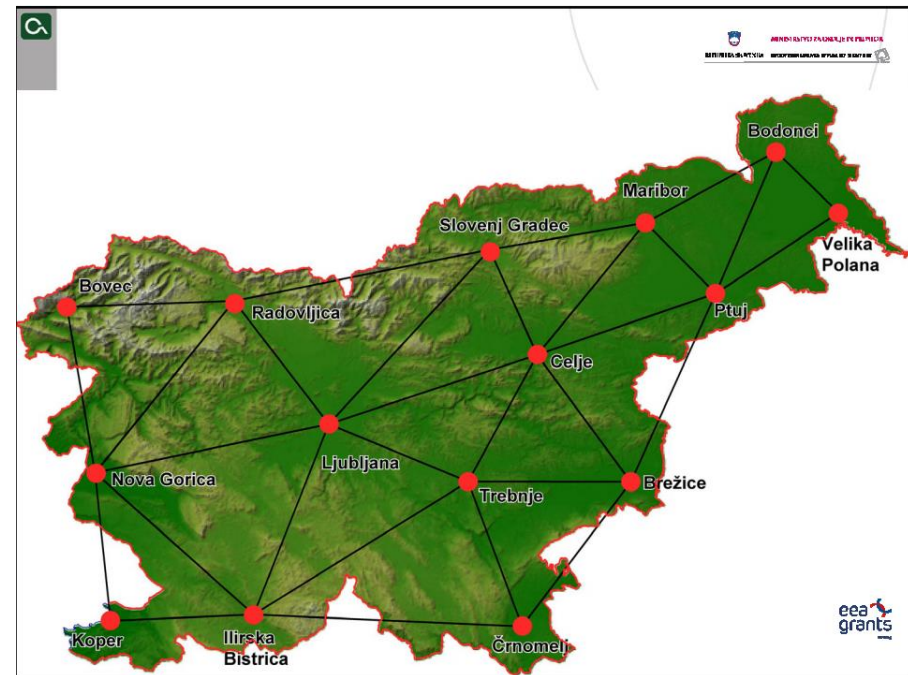 Bodonci
Maribor
Slovenj Gradec
Velika
Polana
Bovec
Radovljica
Ptuj
Celje
Ljubljana
Nova Gorica
Trebnje
Brežice
Koper
Ilirska
Bistrica
Črnomelj
eea
grants